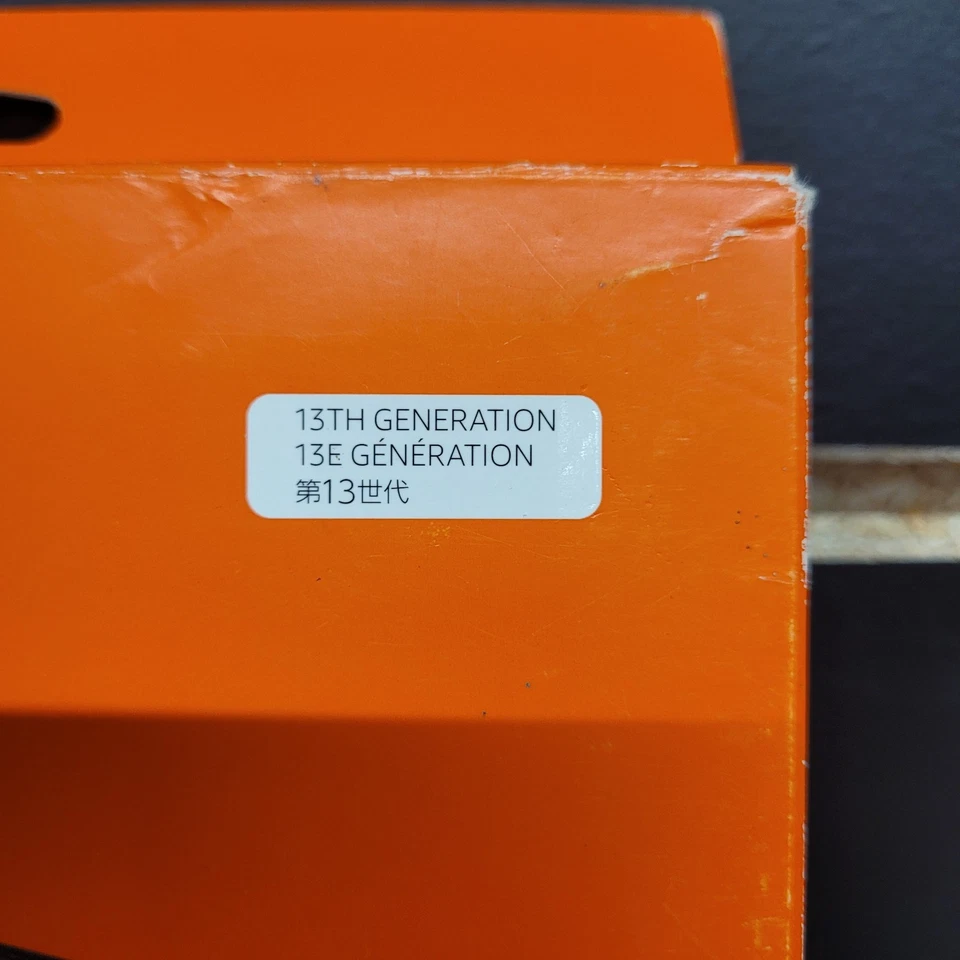 13TH GENERATION
13E GÉNÉRATION
第13世代